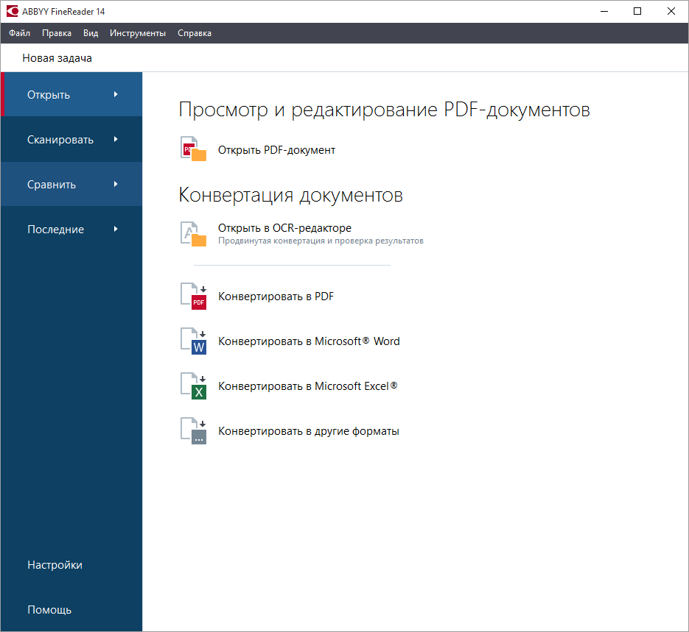 ABBYY FineReader 14
Файл Правка Вид Инструменты Справка
Новая задача
Открыть
Сканировать
Сравнить
Последние
Настройки
Помощь
Просмотр и редактирование PDF-документов
PDF
Открыть PDF-документ
Конвертация документов
A
Открыть в OCR-редакторе
Продвинутая конвертация и проверка результатов
PDF
Конвертировать в PDF
W
Конвертировать в Microsoft® Word
X
Конвертировать в Microsoft Excel®
...
Конвертировать в другие форматы